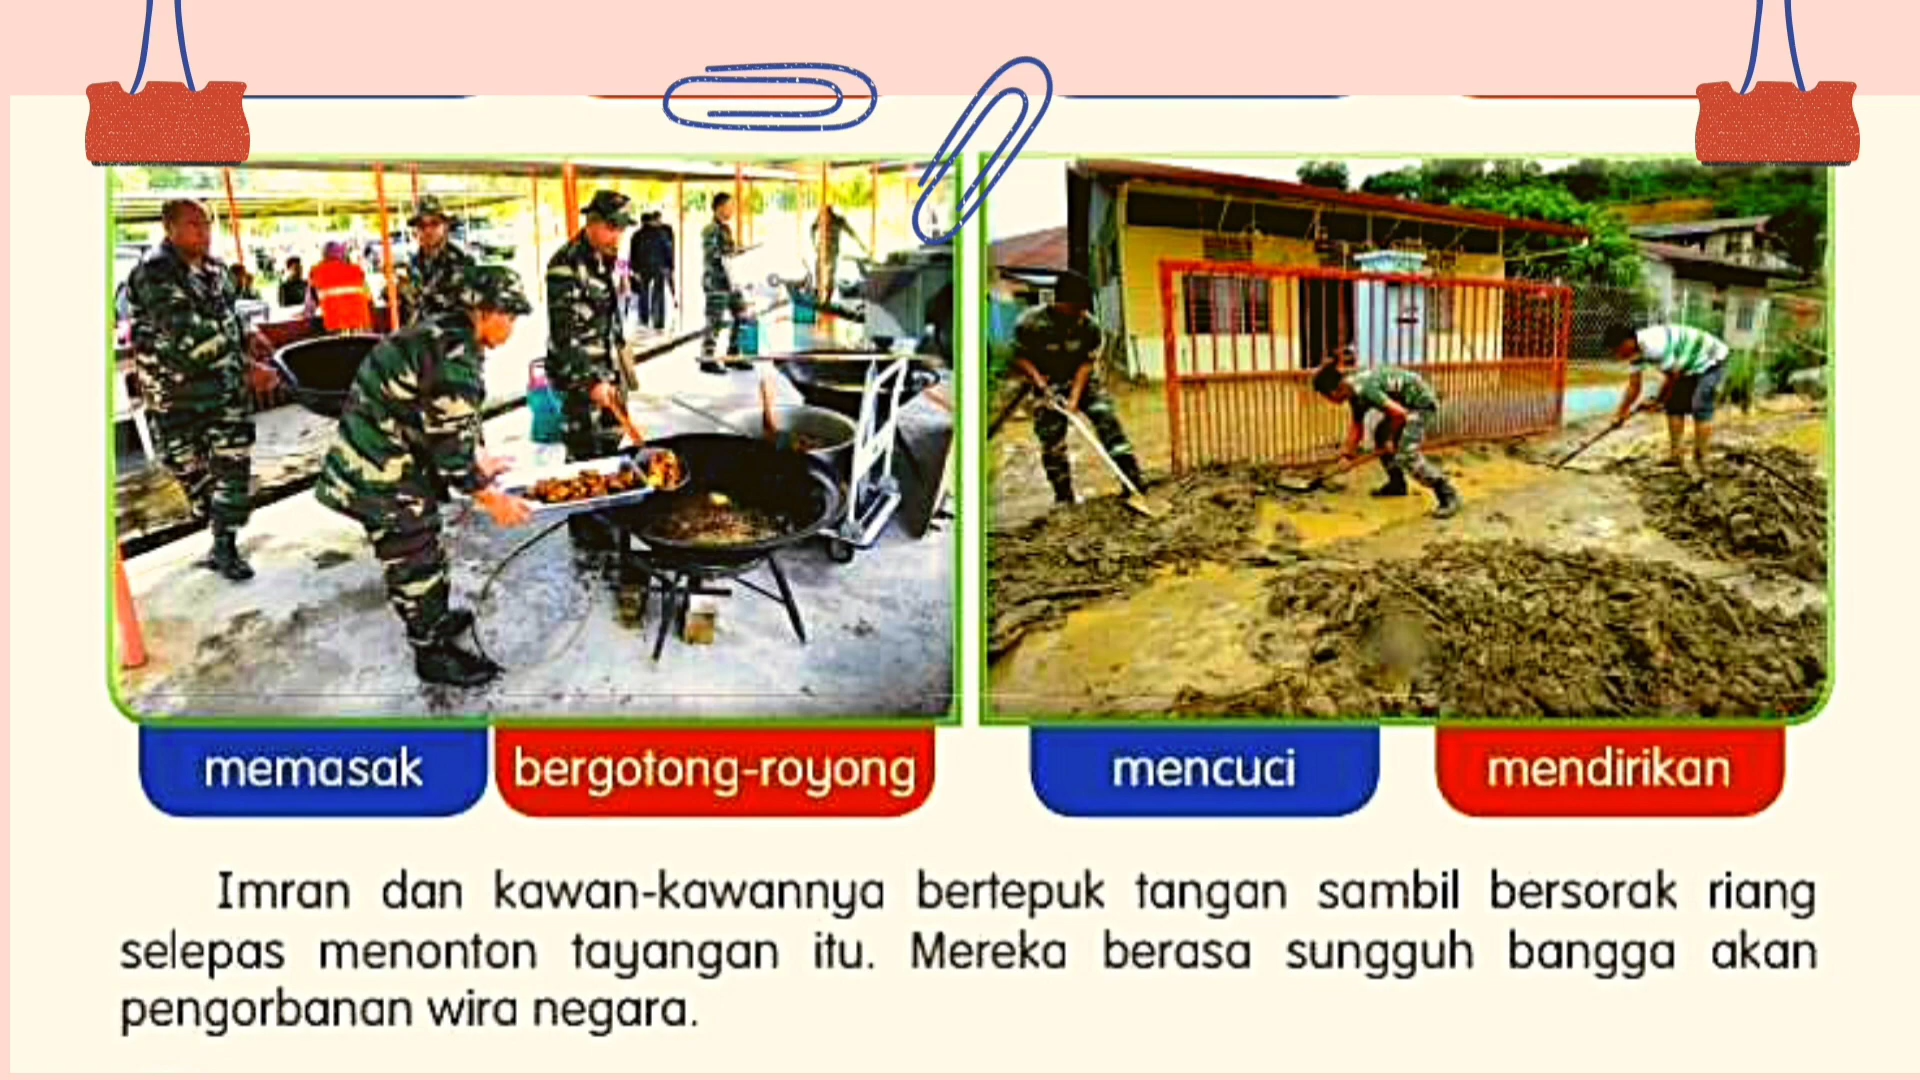 memasak bergotong-royong mencuci mendirikan
Imran dan kawan-kawannya bertepuk tangan sambil bersorak riang
selepas menonton tayangan itu. Mereka berasa sungguh bangga akan
pengorbanan wira negara.